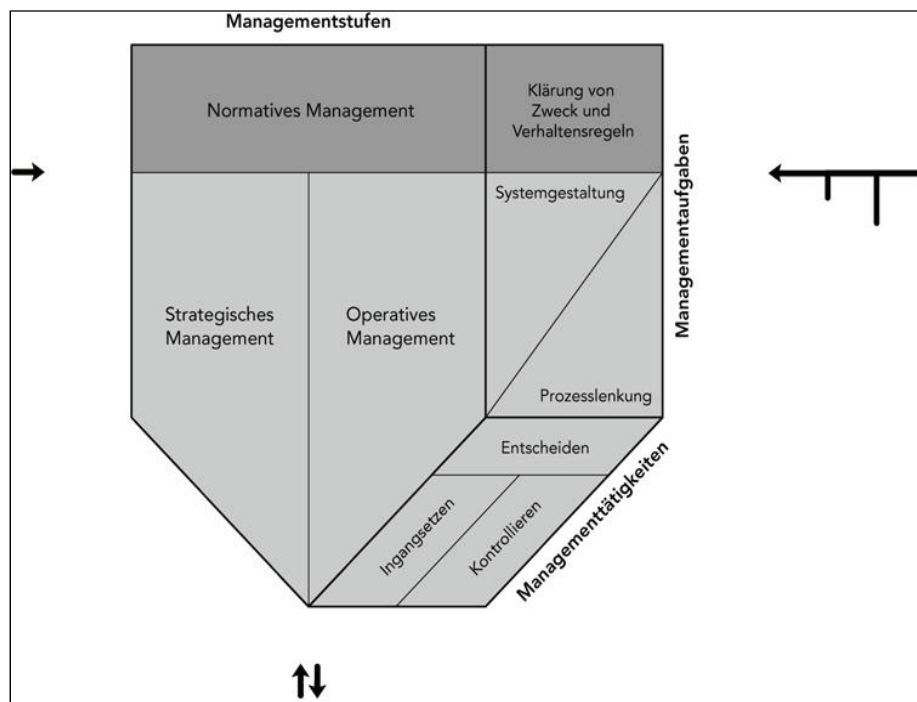 Managementstufen
Normatives Management
Klärung von
Zweck und
Verhaltensregeln
Systemgestaltung
Managementaufgaben
Strategisches
Management
Operatives
Management
Prozesslenkung
Entscheiden
Ingangsetzen
Kontrollieren
Managementtätigkeiten